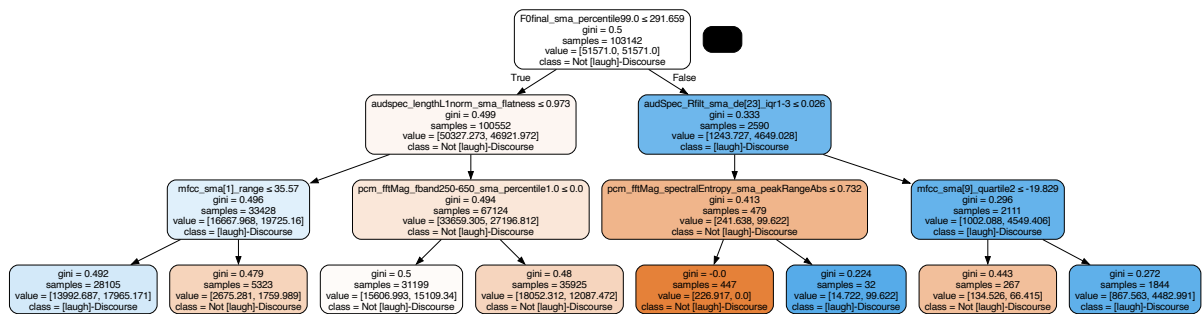 F0final_sma_percentile99.0 ≤ 291.659
gini = 0.5
samples = 103142
value = [51571.0, 51571.0]
class = Not [laugh]-Discourse
True
False
audspec_lengthL1norm_sma_flatness ≤ 0.973
gini = 0.499
samples = 100552
value = [50327.273, 46921.972]
class = Not [laugh]-Discourse
audSpec_Rfilt_sma_de[23]_iqr1-3 ≤ 0.026
gini = 0.333
samples = 2590
value = [1243.727, 4649.028]
class = [laugh]-Discourse
mfcc_sma[1]_range ≤ 35.57
gini = 0.496
samples = 33428
value = [16667.968, 19725.16]
class = [laugh]-Discourse
pcm_fftMag_fband250-650_sma_percentile1.0 ≤ 0.0
gini = 0.494
samples = 67124
value = [33659.305, 27196.812]
class = Not [laugh]-Discourse
pcm_fftMag_spectralEntropy_sma_peakRangeAbs ≤ 0.732
gini = 0.413
samples = 479
value = [241.638, 99.622]
class = Not [laugh]-Discourse
mfcc_sma[9]_quartile2 ≤ -19.829
gini = 0.296
samples = 2111
value = [1002.088, 4549.406]
class = [laugh]-Discourse
gini = 0.492
samples = 28105
value = [13992.687, 17965.171]
class = [laugh]-Discourse
gini = 0.479
samples = 5323
value = [2675.281, 1759.989]
class = Not [laugh]-Discourse
gini = 0.5
samples = 31199
value = [15606.993, 15109.34]
class = Not [laugh]-Discourse
gini = 0.48
samples = 35925
value = [18052.312, 12087.472]
class = Not [laugh]-Discourse
gini = -0.0
samples = 447
value = [226.917, 0.0]
class = Not [laugh]-Discourse
gini = 0.224
samples = 32
value = [14.722, 99.622]
class = [laugh]-Discourse
gini = 0.443
samples = 267
value = [134.526, 66.415]
class = Not [laugh]-Discourse
gini = 0.272
samples = 1844
value = [867.563, 4482.991]
class = [laugh]-Discourse